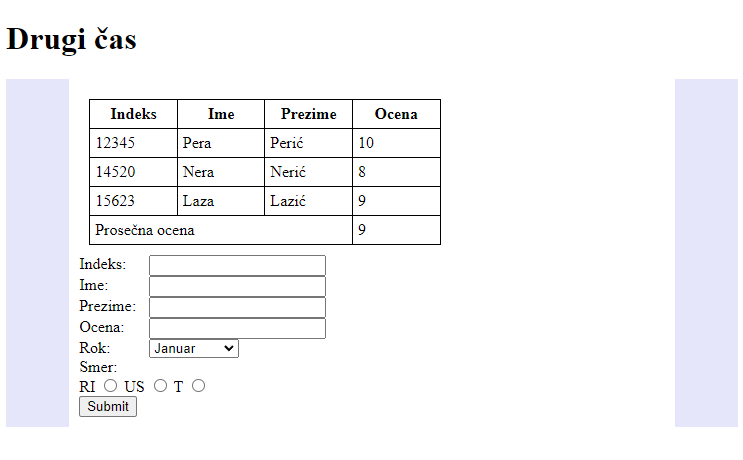 Drugi čas
Indeks Ime Prezime Ocena
12345 Pera Perić 10
14520 Nera Nerić 8
15623 Laza Lazić 9
Prosečna ocena 9
Indeks:
Ime:
Prezime:
Ocena:
Rok: Januar
Smer:
RI US T
Submit